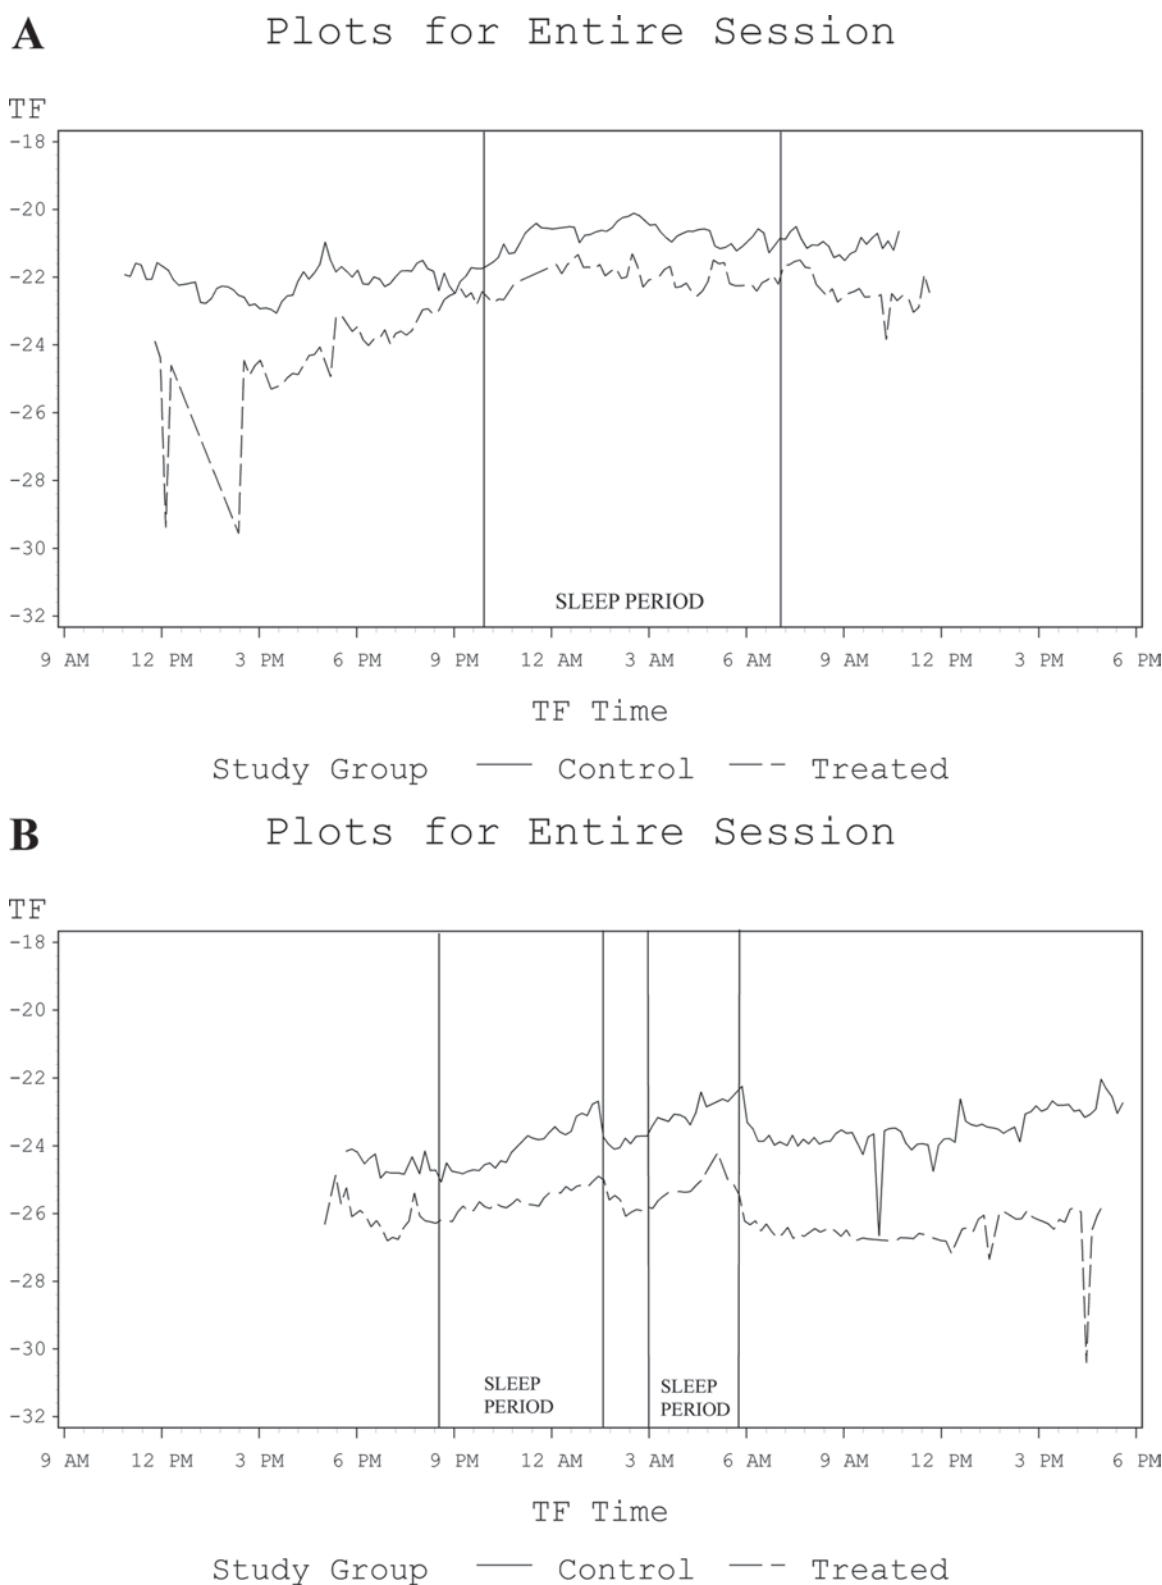 A Plots for Entire Session
TF
-18
-20
-22
-24
-26
-28
-30
-32
SLEEP PERIOD
9 AM 12 PM 3 PM 6 PM 9 PM 12 AM 3 AM 6 AM 9 AM 12 PM 3 PM 6 PM
TF Time
Study Group Control Treated
B Plots for Entire Session
TF
-18
-20
-22
-24
-26
-28
-30
-32
SLEEP PERIOD
SLEEP PERIOD
9 AM 12 PM 3 PM 6 PM 9 PM 12 AM 3 AM 6 AM 9 AM 12 PM 3 PM 6 PM
TF Time
Study Group Control Treated